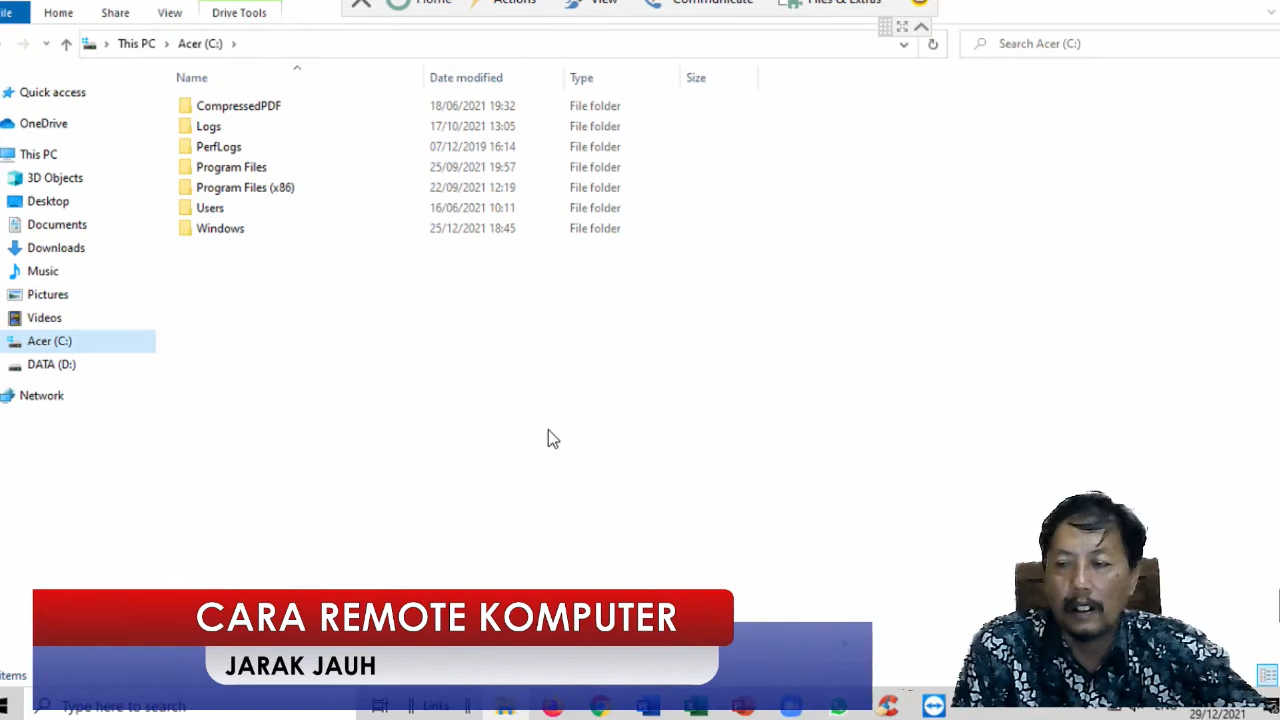 Home Actions View Communicate Files & Extras
File Home Share View Drive Tools
This PC > Acer (C:) >
Search Acer (C:)
Name Date modified Type Size
CompressedPDF 18/06/2021 19:32 File folder
Logs 17/10/2021 13:05 File folder
PerfLogs 07/12/2019 16:14 File folder
Program Files 25/09/2021 19:57 File folder
Program Files (x86) 22/09/2021 12:19 File folder
Users 16/06/2021 10:11 File folder
Windows 25/12/2021 18:45 File folder
Quick access
OneDrive
This PC
3D Objects
Desktop
Documents
Downloads
Music
Pictures
Videos
Acer (C:)
DATA (D:)
Network
CARA REMOTE KOMPUTER
JARAK JAUH
items
Type here to search
Links
29/12/2021